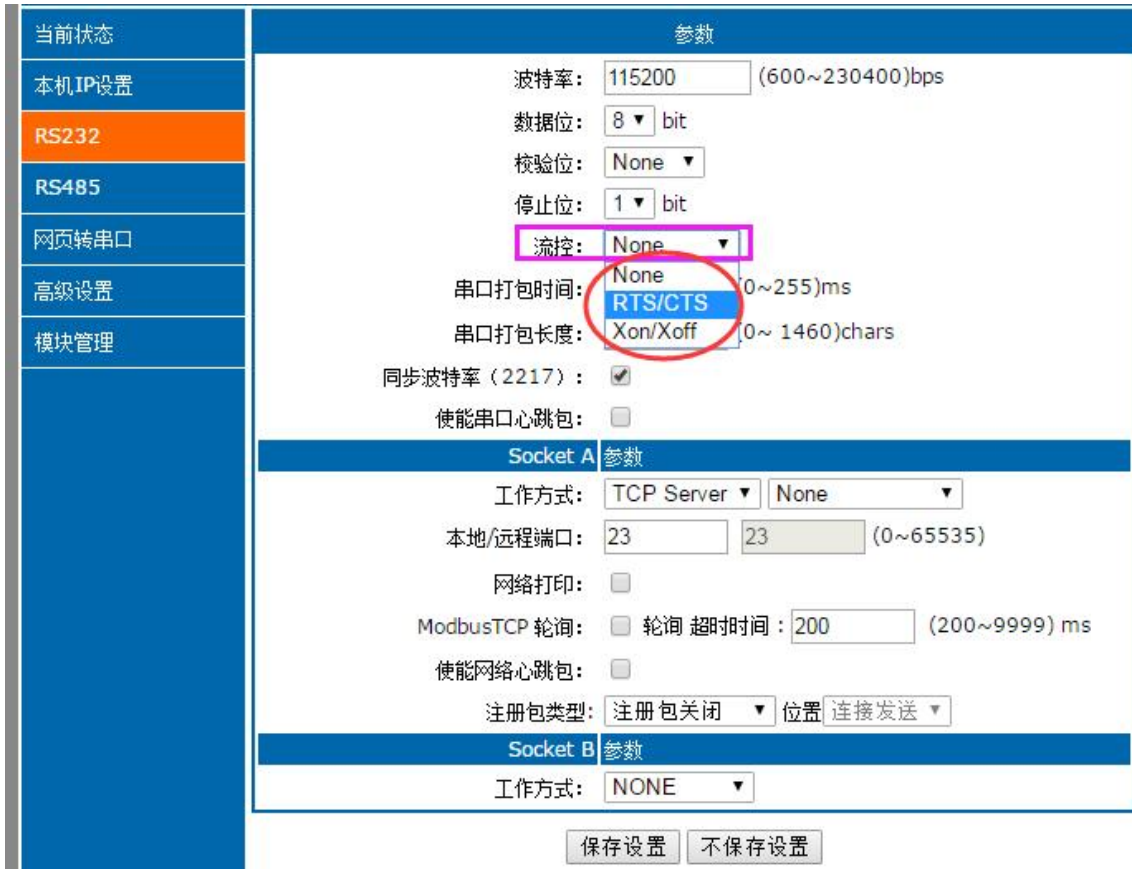 当前状态
本机IP设置
RS232
RS485
网页转串口
高级设置
模块管理
参数
波特率: 115200 (600~230400)bps
数据位: 8 bit
校验位: None
停止位: 1 bit
流控: None
None
RTS/CTS
Xon/Xoff
串口打包时间: (0~255)ms
串口打包长度: (0~ 1460)chars
同步波特率（2217）:
使能串口心跳包:
Socket A 参数
工作方式: TCP Server None
本地/远程端口: 23 23 (0~65535)
网络打印:
ModbusTCP 轮询: 轮询 超时时间 : 200 (200~9999) ms
使能网络心跳包:
注册包类型: 注册包关闭 位置 连接发送
Socket B 参数
工作方式: NONE
保存设置 不保存设置